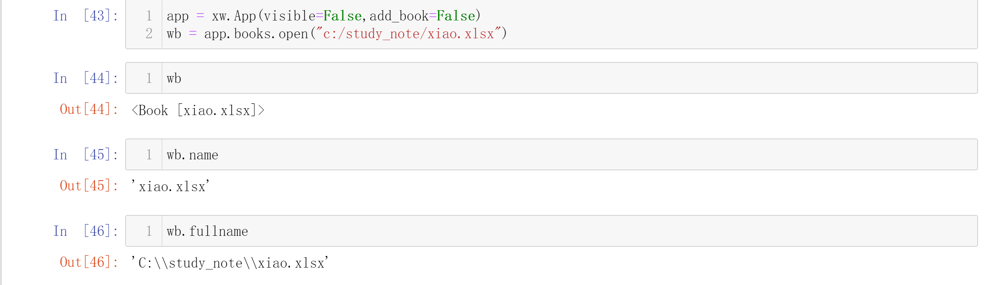 In [43]: 1 app = xw.App(visible=False,add_book=False)
2 wb = app.books.open("c:/study_note/xiao.xlsx")
In [44]: 1 wb
Out[44]: <Book [xiao.xlsx]>
In [45]: 1 wb.name
Out[45]: 'xiao.xlsx'
In [46]: 1 wb.fullname
Out[46]: 'C:\\study_note\\xiao.xlsx'